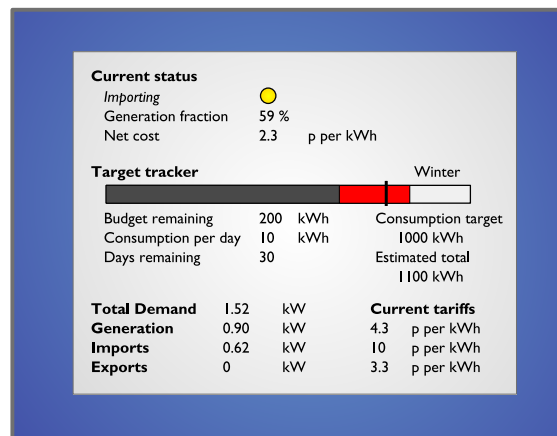 Current status
Importing
Generation fraction 59 %
Net cost 2.3 p per kWh
Target tracker Winter
Budget remaining 200 kWh Consumption target
Consumption per day 10 kWh 1000 kWh
Days remaining 30 Estimated total
1100 kWh
Total Demand 1.52 kW Current tariffs
Generation 0.90 kW 4.3 p per kWh
Imports 0.62 kW 10 p per kWh
Exports 0 kW 3.3 p per kWh